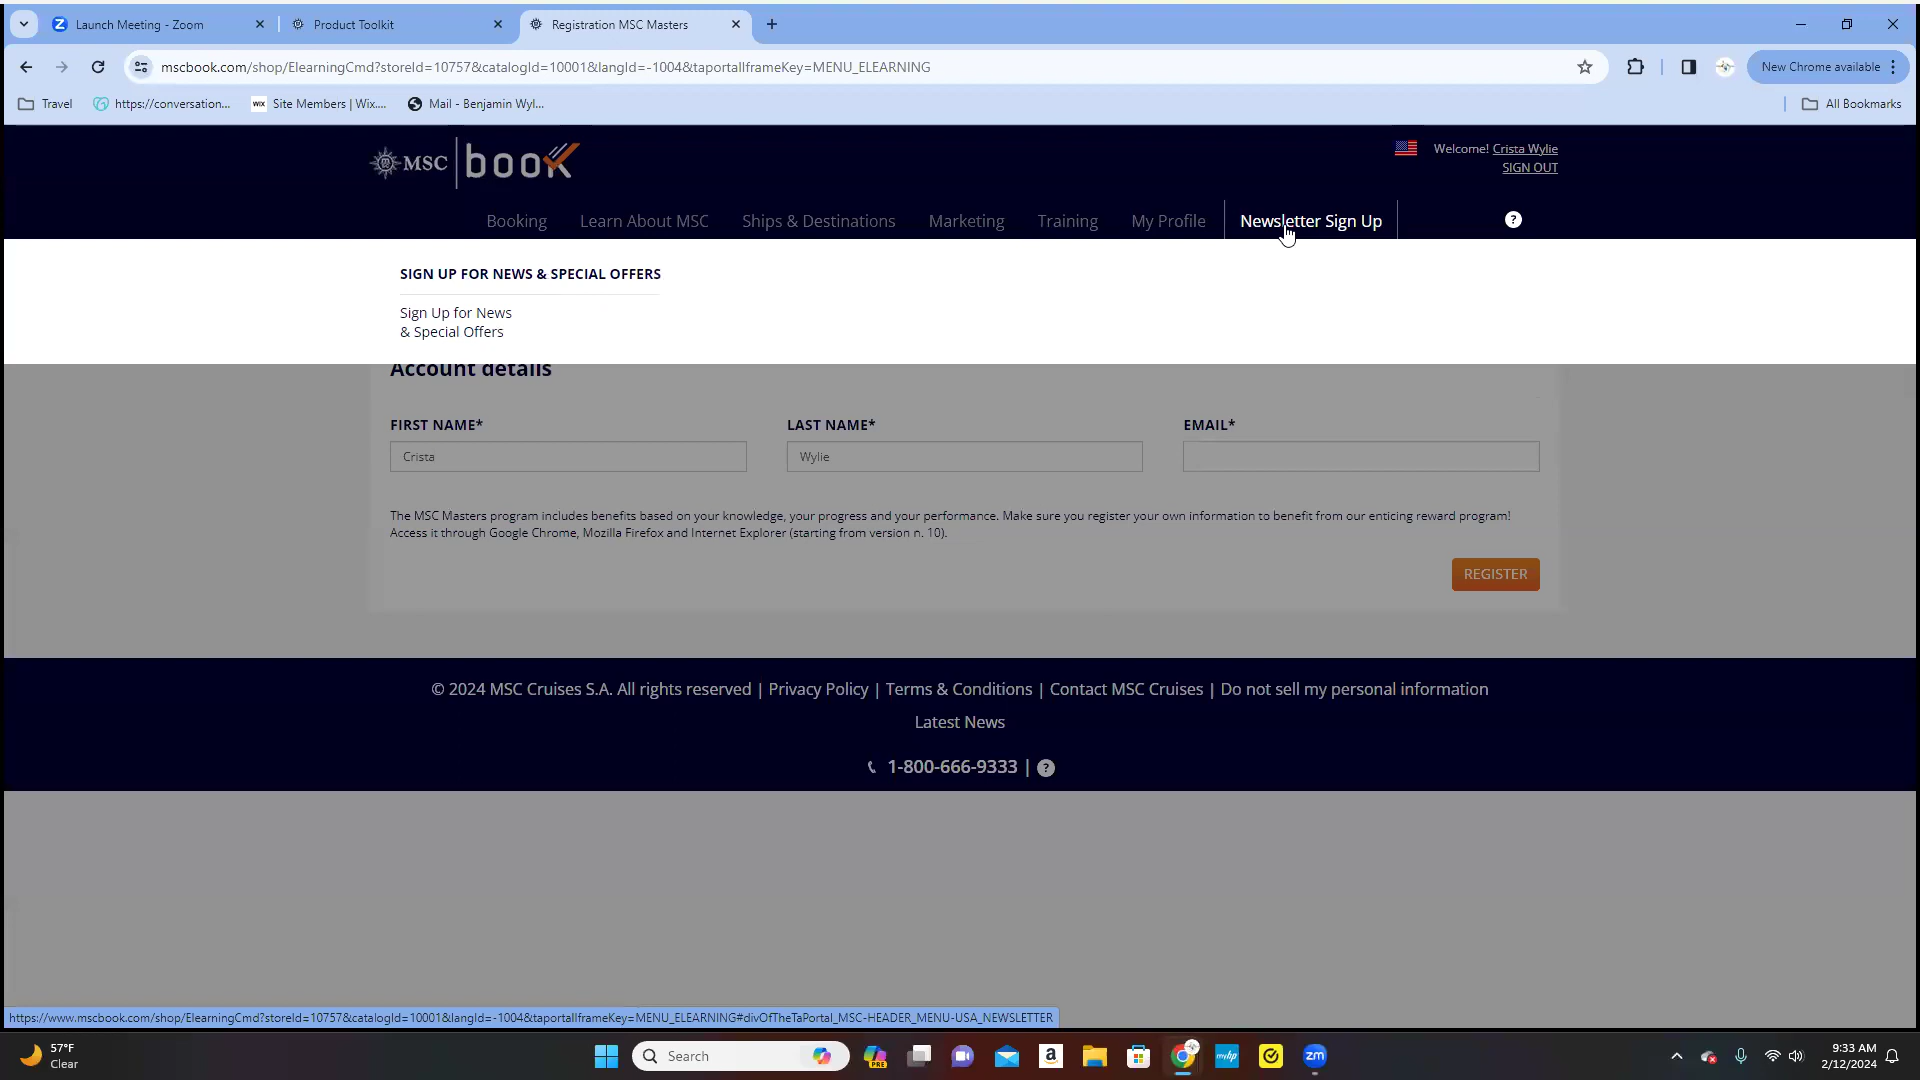 Launch Meeting - Zoom
Product Toolkit
Registration MSC Masters
mscbook.com/shop/ElearningCmd?storeId=10757&catalogId=10001&langId=-1004&taportalIframeKey=MENU_ELEARNING
New Chrome available
Travel
https://conversation...
WIX Site Members | Wix....
Mail - Benjamin Wyl...
All Bookmarks
MSC book
Welcome! Crista Wylie
SIGN OUT
Booking Learn About MSC Ships & Destinations Marketing Training My Profile Newsletter Sign Up ?
SIGN UP FOR NEWS & SPECIAL OFFERS
Sign Up for News
& Special Offers
Account details
FIRST NAME* LAST NAME* EMAIL*
Crista Wylie
The MSC Masters program includes benefits based on your knowledge, your progress and your performance. Make sure you register your own information to benefit from our enticing reward program!
Access it through Google Chrome, Mozilla Firefox and Internet Explorer (starting from version n. 10).
REGISTER
© 2024 MSC Cruises S.A. All rights reserved | Privacy Policy | Terms & Conditions | Contact MSC Cruises | Do not sell my personal information
Latest News
1-800-666-9333 | ?
https://www.mscbook.com/shop/ElearningCmd?storeId=10757&catalogId=10001&langId=-1004&taportalIframeKey=MENU_ELEARNING#divOfTheTaPortal_MSC-HEADER_MENU-USA_NEWSLETTER
57°F
Clear
Search
PRE
a
myhp
zm
9:33 AM
2/12/2024